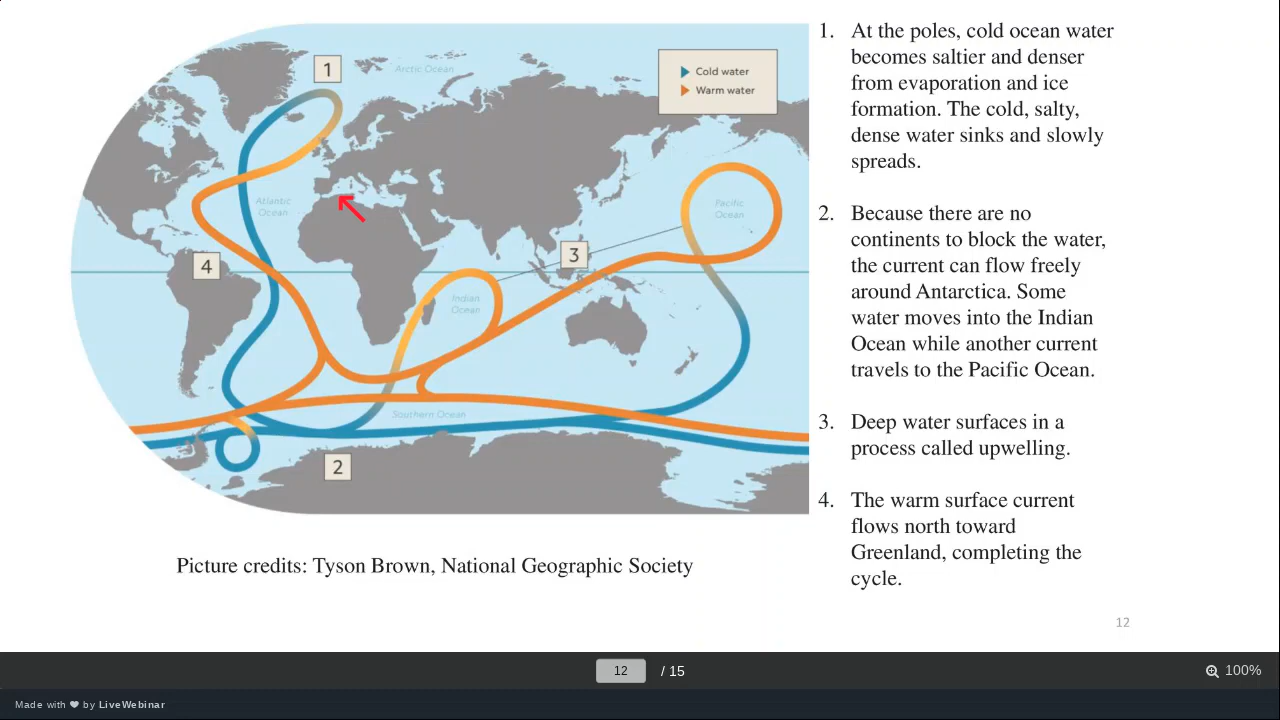 1
Arctic Ocean
Cold water
Warm water
Atlantic
Ocean
Pacific
Ocean
3
4
Indian
Ocean
Southern Ocean
2
Picture credits: Tyson Brown, National Geographic Society
1. At the poles, cold ocean water
becomes saltier and denser
from evaporation and ice
formation. The cold, salty,
dense water sinks and slowly
spreads.
2. Because there are no
continents to block the water,
the current can flow freely
around Antarctica. Some
water moves into the Indian
Ocean while another current
travels to the Pacific Ocean.
3. Deep water surfaces in a
process called upwelling.
4. The warm surface current
flows north toward
Greenland, completing the
cycle.
12
12 / 15
100%
Made with ❤ by LiveWebinar